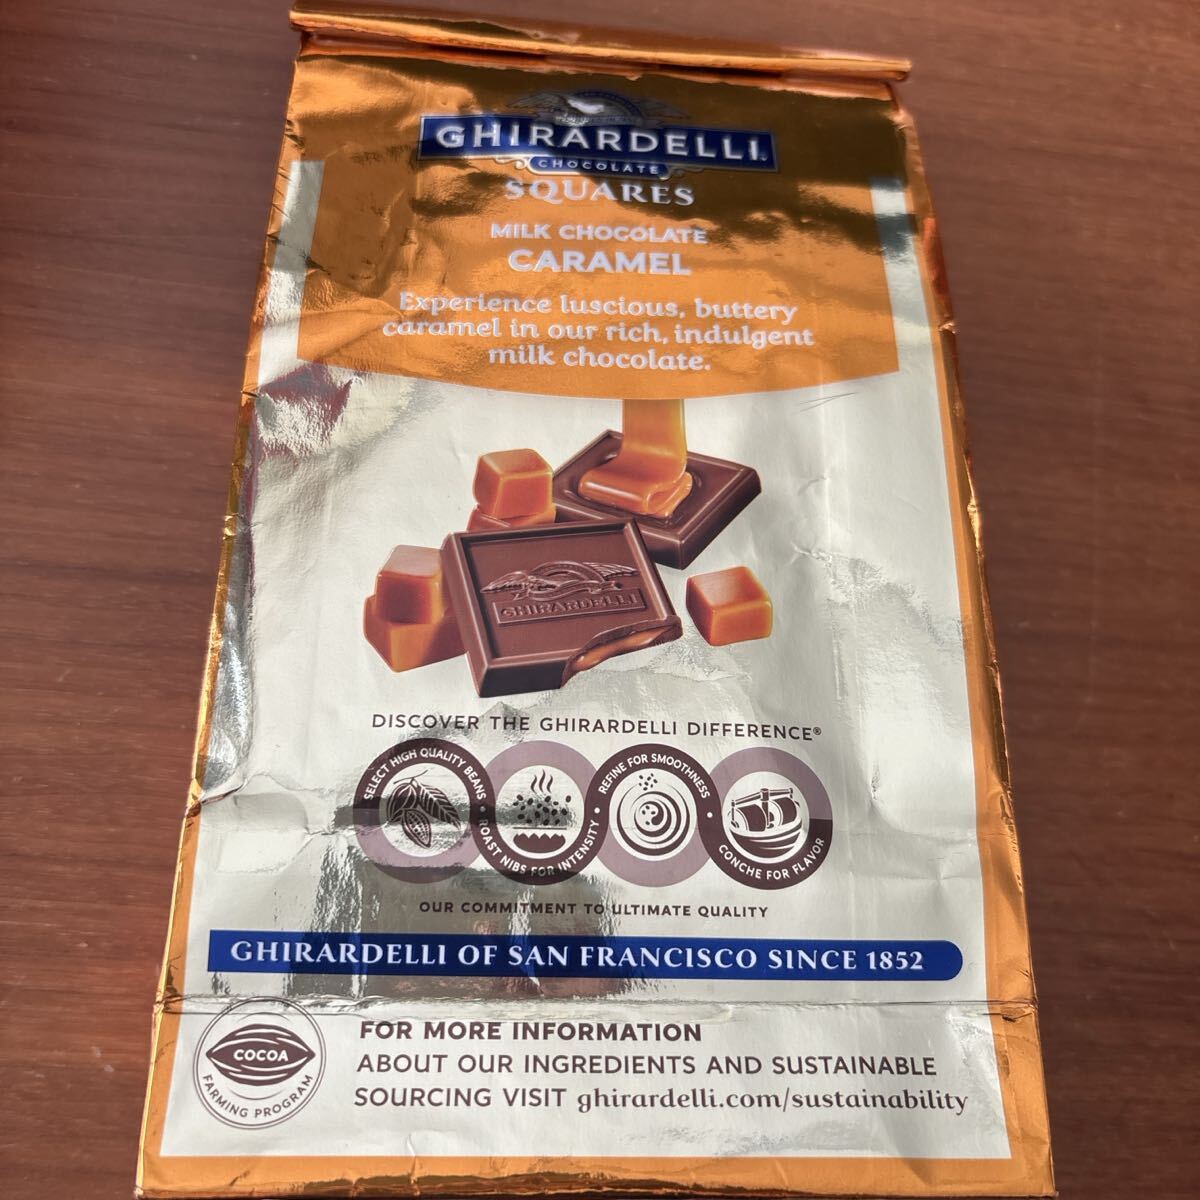 GHIRARDELLI
CHOCOLATE
SQUARES
MILK CHOCOLATE
CARAMEL
Experience luscious, buttery
caramel in our rich, indulgent
milk chocolate.
GHIRARDELLI
DISCOVER THE GHIRARDELLI DIFFERENCE®
SELECT HIGH QUALITY BEANS • ROAST NIBS FOR INTENSITY • REFINE FOR SMOOTHNESS • CONCHE FOR FLAVOR
OUR COMMITMENT TO ULTIMATE QUALITY
GHIRARDELLI OF SAN FRANCISCO SINCE 1852
COCOA
FARMING PROGRAM
FOR MORE INFORMATION
ABOUT OUR INGREDIENTS AND SUSTAINABLE
SOURCING VISIT ghirardelli.com/sustainability